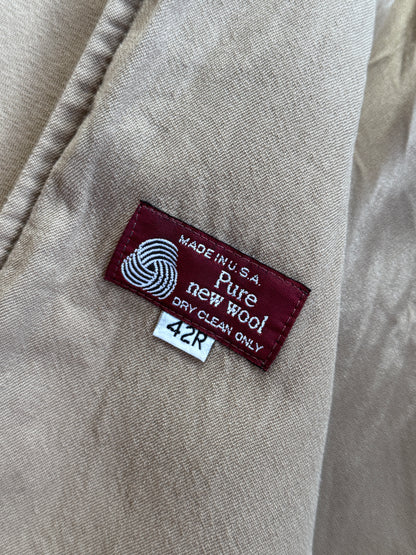 MADE IN U.S.A.
Pure
new wool
DRY CLEAN ONLY
42R